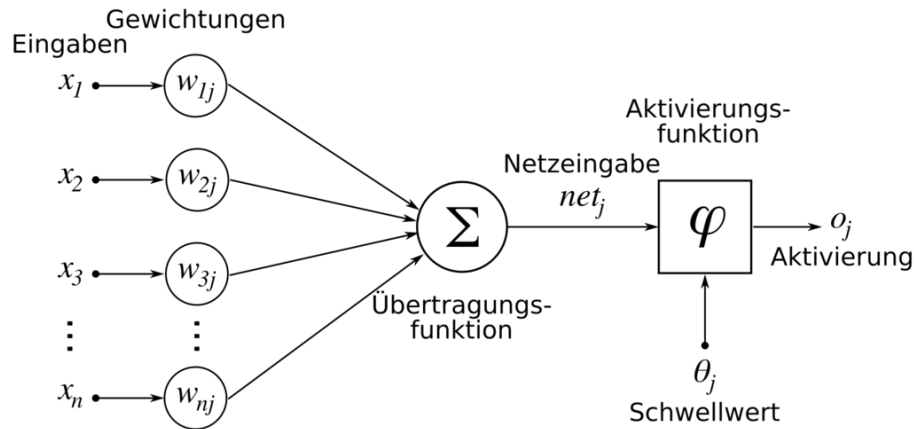 Gewichtungen
Eingaben
x1
w1j
x2
w2j
x3
w3j
⋮
⋮
xn
wnj
Σ
Übertragungs-
funktion
Netzeingabe
netj
Aktivierungs-
funktion
φ
oj
Aktivierung
θj
Schwellwert